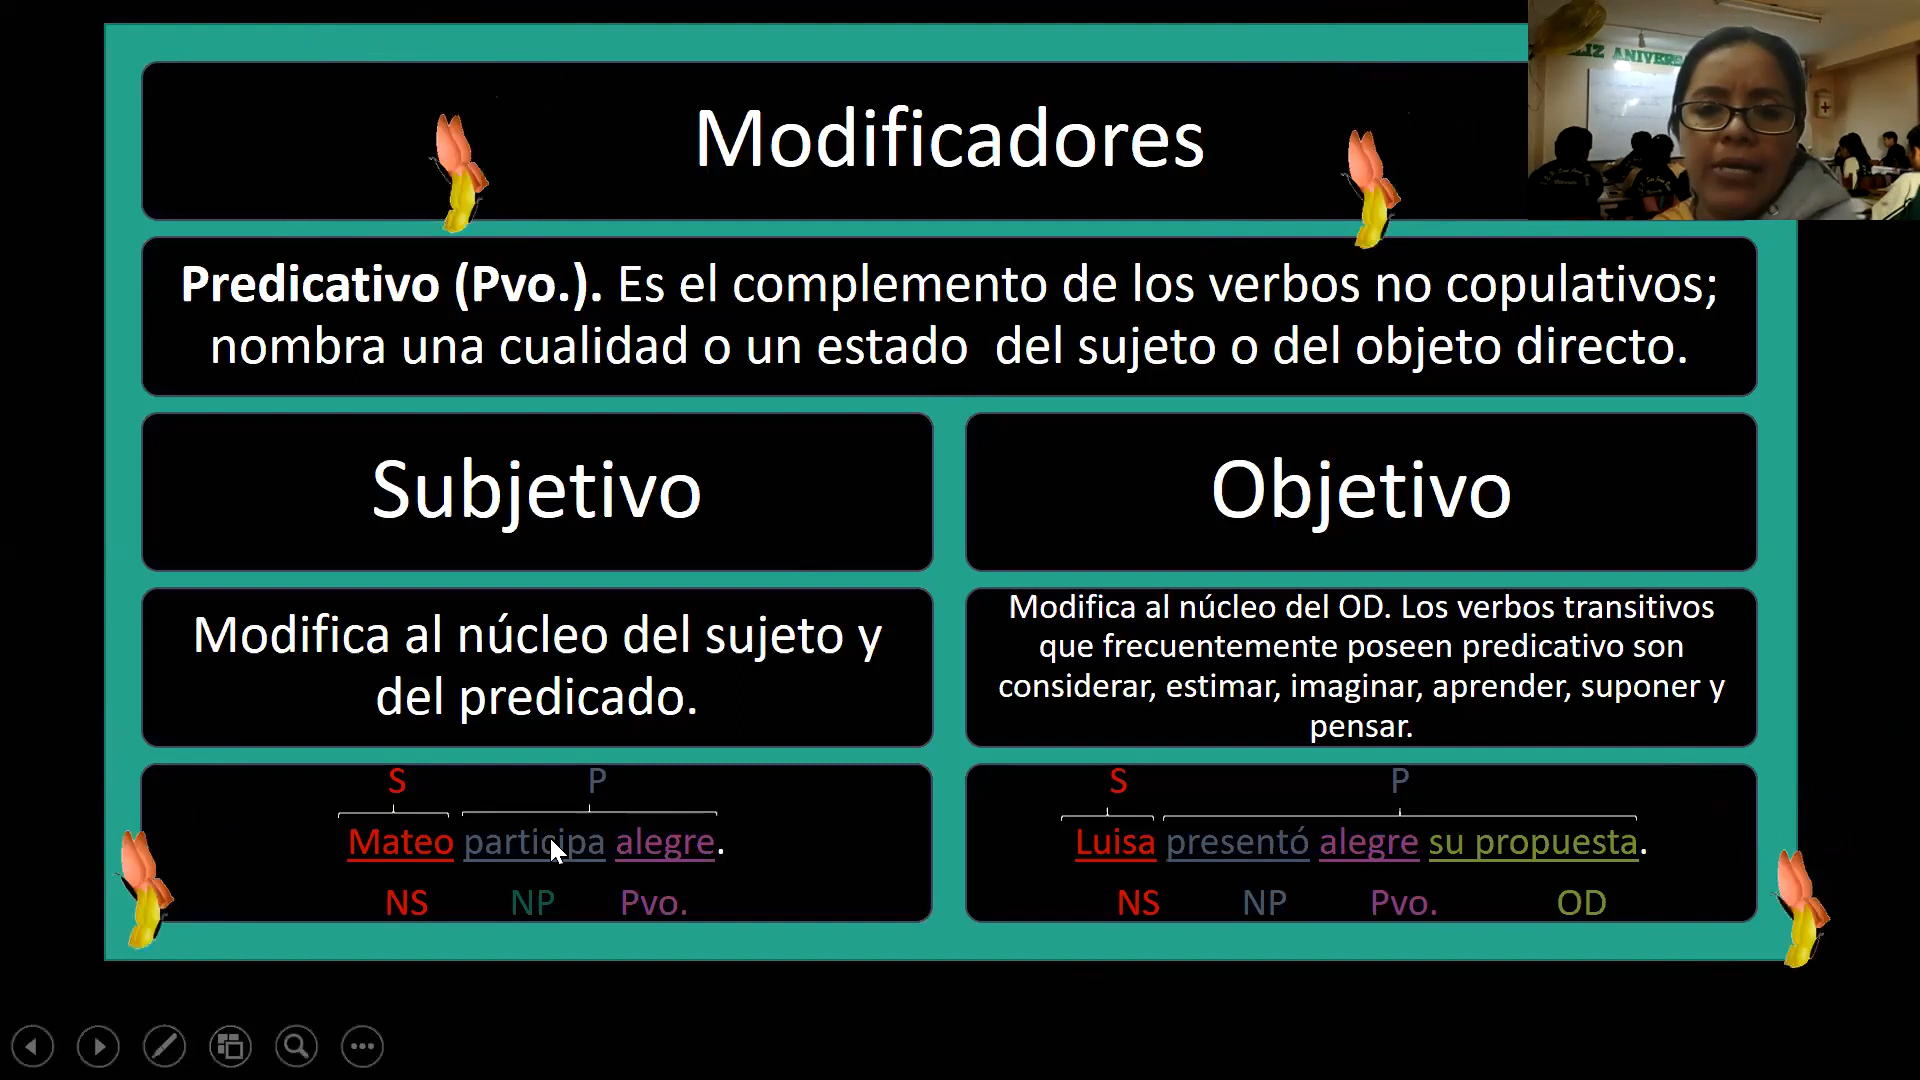 Modificadores
LIZ ANIVERS
Predicativo (Pvo.). Es el complemento de los verbos no copulativos;
nombra una cualidad o un estado del sujeto o del objeto directo.
Subjetivo
Objetivo
Modifica al núcleo del sujeto y
del predicado.
Modifica al núcleo del OD. Los verbos transitivos
que frecuentemente poseen predicativo son
considerar, estimar, imaginar, aprender, suponer y
pensar.
S P
Mateo participa alegre.
NS NP Pvo.
S P
Luisa presentó alegre su propuesta.
NS NP Pvo. OD